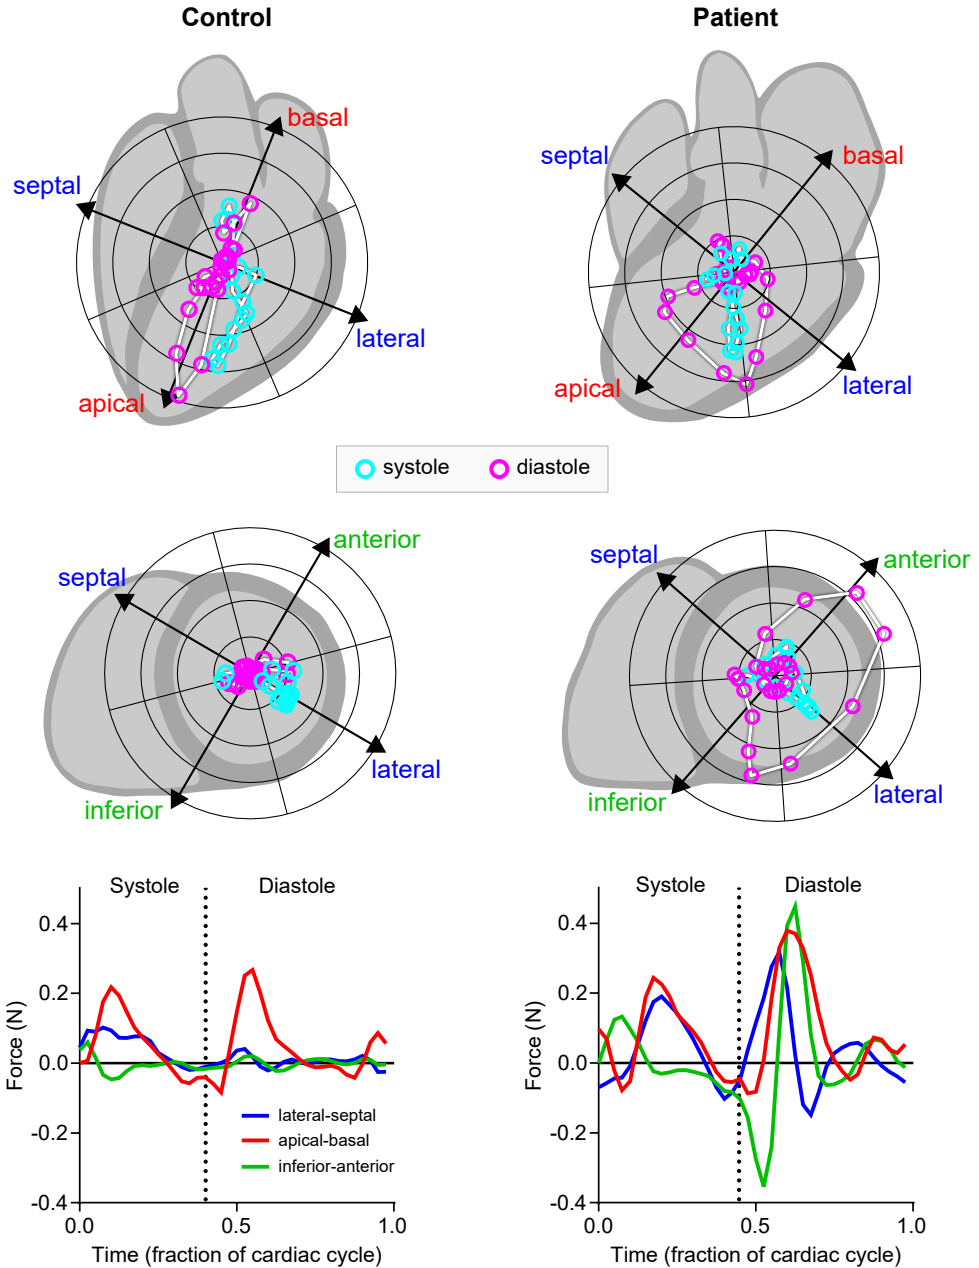 Control
Patient
basal
septal
lateral
apical
septal
basal
apical
lateral
systole
diastole
anterior
septal
lateral
inferior
septal
anterior
inferior
lateral
Systole
Diastole
0.4
0.2
0.0
-0.2
-0.4
Force (N)
lateral-septal
apical-basal
inferior-anterior
0.0
0.5
1.0
Time (fraction of cardiac cycle)
Systole
Diastole
0.4
0.2
0.0
-0.2
-0.4
Force (N)
0.0
0.5
1.0
Time (fraction of cardiac cycle)